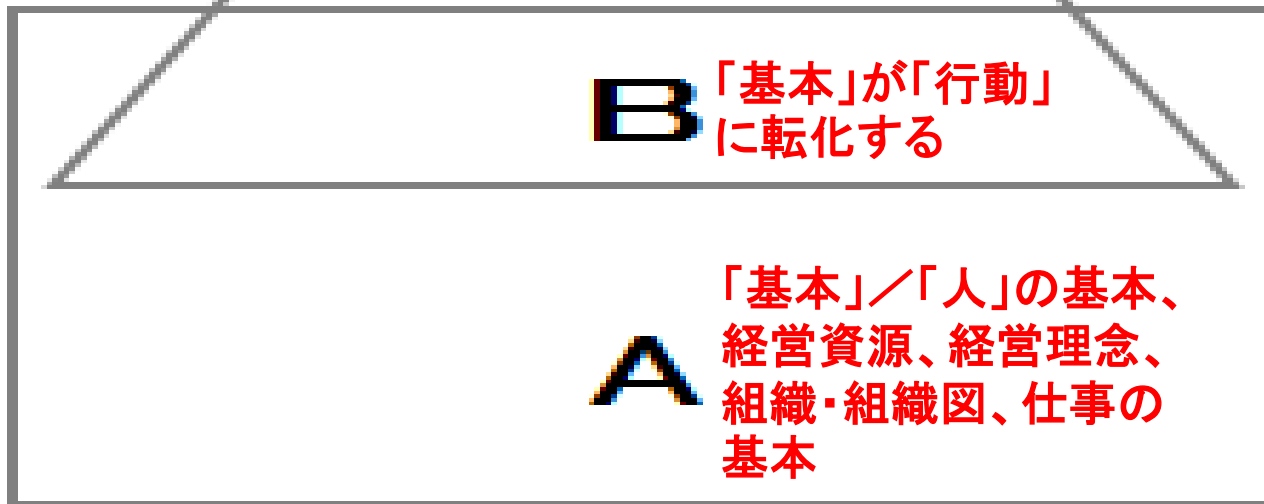 B
「基本」が「行動」
に転化する
A
「基本」／「人」の基本、
経営資源、経営理念、
組織・組織図、仕事の
基本